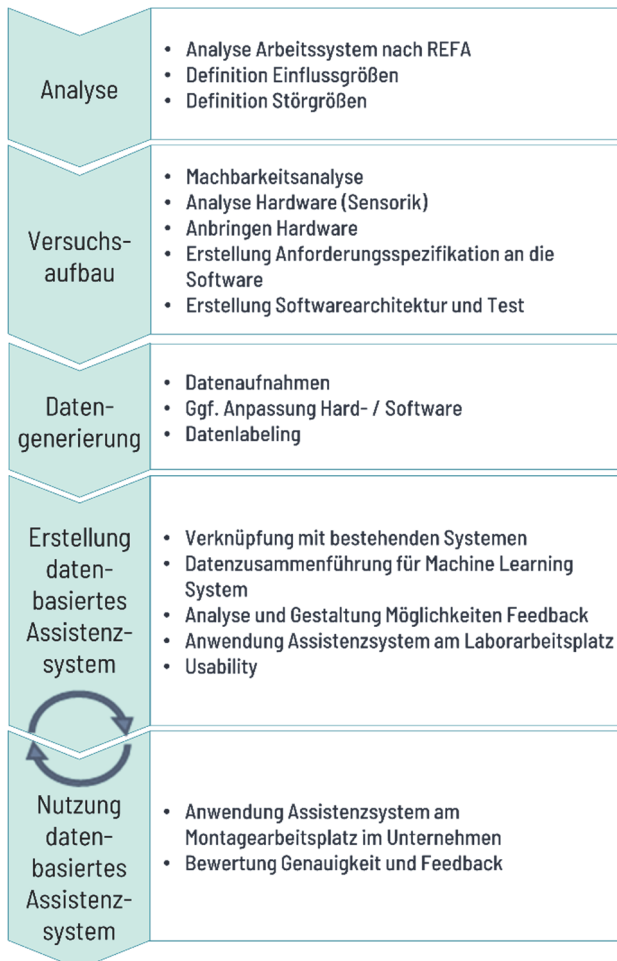 Analyse
• Analyse Arbeitssystem nach REFA
• Definition Einflussgrößen
• Definition Störgrößen
Versuchs-
aufbau
• Machbarkeitsanalyse
• Analyse Hardware (Sensorik)
• Anbringen Hardware
• Erstellung Anforderungsspezifikation an die
Software
• Erstellung Softwarearchitektur und Test
Daten-
generierung
• Datenaufnahmen
• Ggf. Anpassung Hard- / Software
• Datenlabeling
Erstellung
daten-
basiertes
Assistenz-
system
• Verknüpfung mit bestehenden Systemen
• Datenzusammenführung für Machine Learning
System
• Analyse und Gestaltung Möglichkeiten Feedback
• Anwendung Assistenzsystem am Laborarbeitsplatz
• Usability
Nutzung
daten-
basiertes
Assistenz-
system
• Anwendung Assistenzsystem am
Montagearbeitsplatz im Unternehmen
• Bewertung Genauigkeit und Feedback